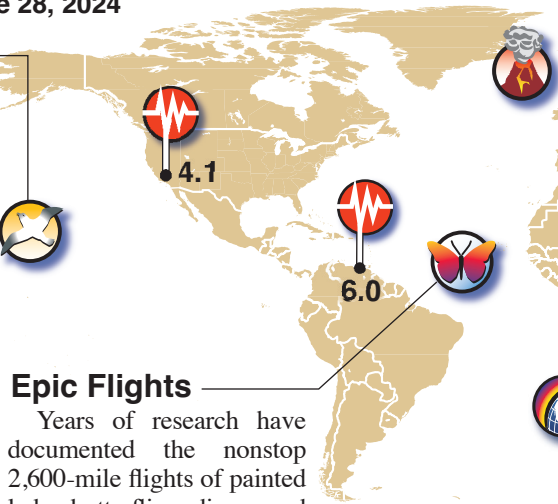 28, 2024
4.1
6.0
Epic Flights
Years of research have
documented the nonstop
2,600-mile flights of painted